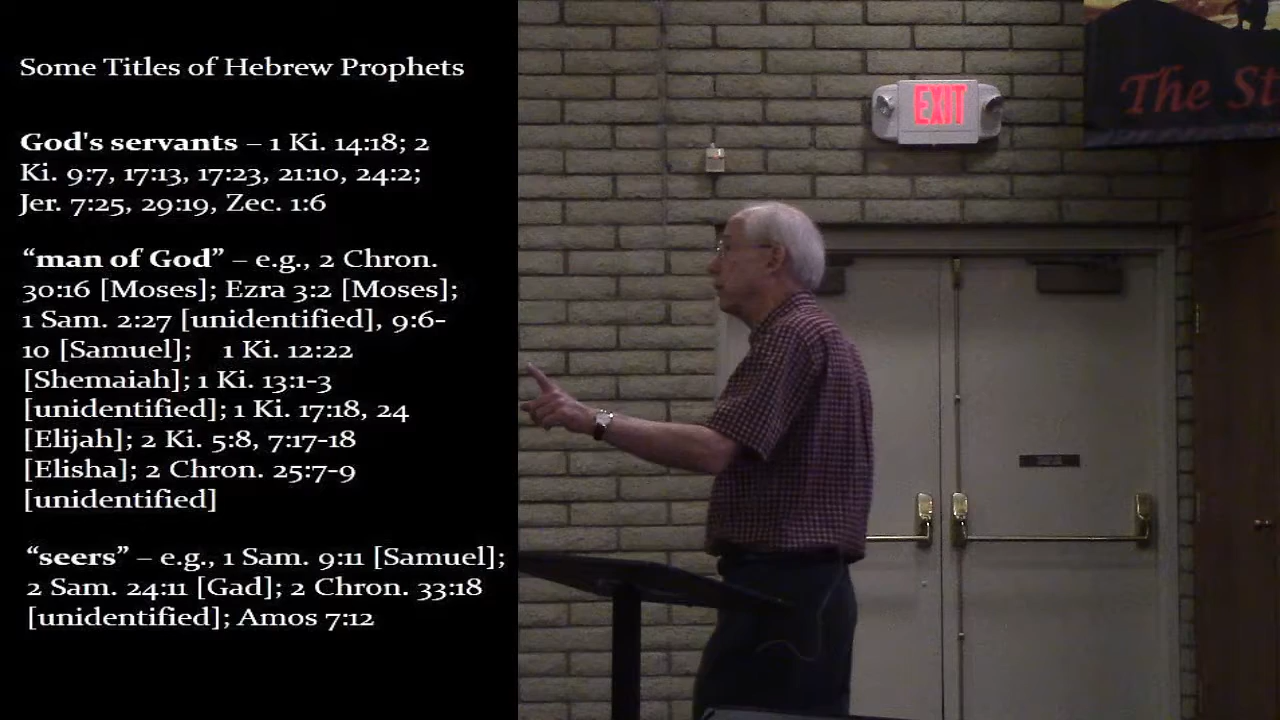 Some Titles of Hebrew Prophets
God's servants – 1 Ki. 14:18; 2
Ki. 9:7, 17:13, 17:23, 21:10, 24:2;
Jer. 7:25, 29:19, Zec. 1:6
“man of God” – e.g., 2 Chron.
30:16 [Moses]; Ezra 3:2 [Moses];
1 Sam. 2:27 [unidentified], 9:6-
10 [Samuel]; 1 Ki. 12:22
[Shemaiah]; 1 Ki. 13:1-3
[unidentified]; 1 Ki. 17:18, 24
[Elijah]; 2 Ki. 5:8, 7:17-18
[Elisha]; 2 Chron. 25:7-9
[unidentified]
“seers” – e.g., 1 Sam. 9:11 [Samuel];
2 Sam. 24:11 [Gad]; 2 Chron. 33:18
[unidentified]; Amos 7:12
EXIT
The St